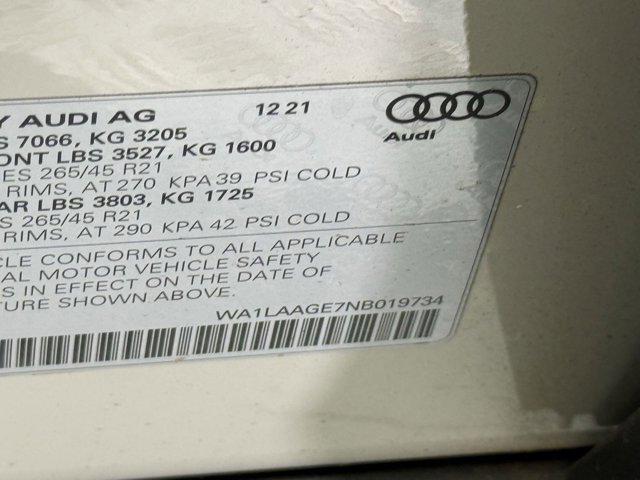 Y AUDI AG 12 21
S 7066, KG 3205
ONT LBS 3527, KG 1600
ES 265/45 R21
RIMS, AT 270 KPA 39 PSI COLD
AR LBS 3803, KG 1725
S 265/45 R21
RIMS, AT 290 KPA 42 PSI COLD
CLE CONFORMS TO ALL APPLICABLE
AL MOTOR VEHICLE SAFETY
S IN EFFECT ON THE DATE OF
TURE SHOWN ABOVE.
WA1LAAGE7NB019734
Audi